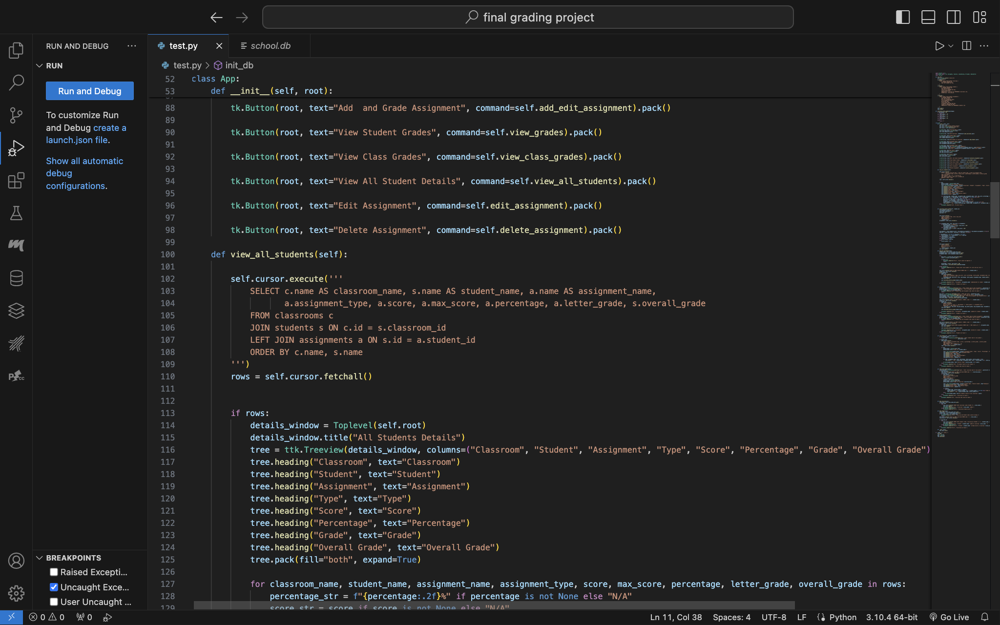 final grading project
RUN AND DEBUG
RUN
Run and Debug
To customize Run
and Debug create a
launch.json file.
Show all automatic
debug
configurations.
BREAKPOINTS
Raised Excepti...
Uncaught Exce...
User Uncaught ...
test.py
school.db
test.py > init_db
52 class App:
53 def __init__(self, root):
88 tk.Button(root, text="Add  and Grade Assignment", command=self.add_edit_assignment).pack()
89
90 tk.Button(root, text="View Student Grades", command=self.view_grades).pack()
91
92 tk.Button(root, text="View Class Grades", command=self.view_class_grades).pack()
93
94 tk.Button(root, text="View All Student Details", command=self.view_all_students).pack()
95
96 tk.Button(root, text="Edit Assignment", command=self.edit_assignment).pack()
97
98 tk.Button(root, text="Delete Assignment", command=self.delete_assignment).pack()
99
100 def view_all_students(self):
101
102 self.cursor.execute('''
103 SELECT c.name AS classroom_name, s.name AS student_name, a.name AS assignment_name,
104 a.assignment_type, a.score, a.max_score, a.percentage, a.letter_grade, s.overall_grade
105 FROM classrooms c
106 JOIN students s ON c.id = s.classroom_id
107 LEFT JOIN assignments a ON s.id = a.student_id
108 ORDER BY c.name, s.name
109 ''')
110 rows = self.cursor.fetchall()
111
112
113 if rows:
114 details_window = Toplevel(self.root)
115 details_window.title("All Students Details")
116 tree = ttk.Treeview(details_window, columns=("Classroom", "Student", "Assignment", "Type", "Score", "Percentage", "Grade", "Overall Grade")
117 tree.heading("Classroom", text="Classroom")
118 tree.heading("Student", text="Student")
119 tree.heading("Assignment", text="Assignment")
120 tree.heading("Type", text="Type")
121 tree.heading("Score", text="Score")
122 tree.heading("Percentage", text="Percentage")
123 tree.heading("Grade", text="Grade")
124 tree.heading("Overall Grade", text="Overall Grade")
125 tree.pack(fill="both", expand=True)
126
127 for classroom_name, student_name, assignment_name, assignment_type, score, max_score, percentage, letter_grade, overall_grade in rows:
128 percentage_str = f"{percentage:.2f}%" if percentage is not None else "N/A"
129 score_str = score if score is not None else "N/A"
0 0 0 Ln 11, Col 38 Spaces: 4 UTF-8 LF Python 3.10.4 64-bit Go Live